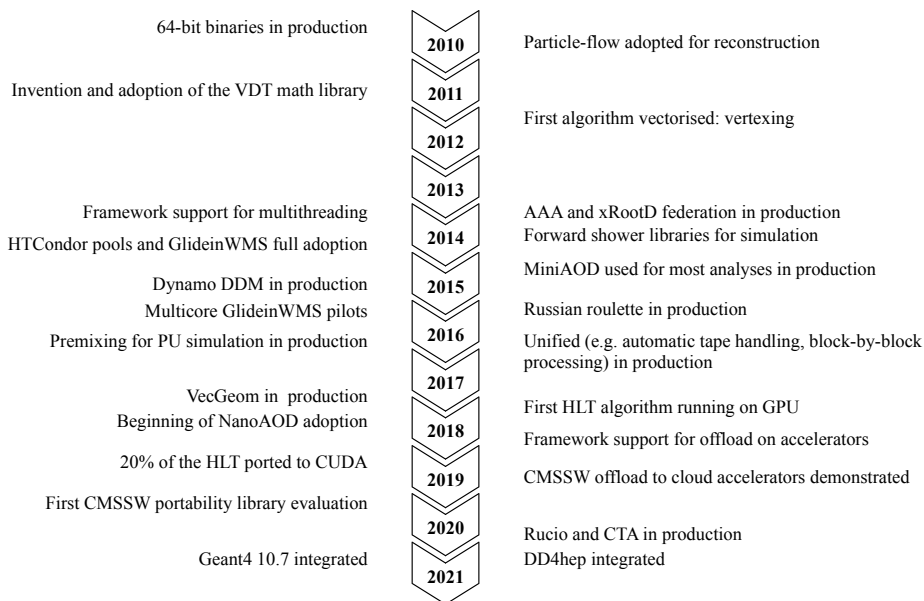 64-bit binaries in production
2010
Particle-flow adopted for reconstruction
Invention and adoption of the VDT math library
2011
First algorithm vectorised: vertexing
2012
2013
Framework support for multithreading
AAA and xRootD federation in production
2014
Forward shower libraries for simulation
HTCondor pools and GlideinWMS full adoption
MiniAOD used for most analyses in production
Dynamo DDM in production
2015
Multicore GlideinWMS pilots
Russian roulette in production
2016
Premixing for PU simulation in production
Unified (e.g. automatic tape handling, block-by-block
processing) in production
2017
VecGeom in production
First HLT algorithm running on GPU
Beginning of NanoAOD adoption
2018
Framework support for offload on accelerators
20% of the HLT ported to CUDA
2019
CMSSW offload to cloud accelerators demonstrated
First CMSSW portability library evaluation
2020
Rucio and CTA in production
Geant4 10.7 integrated
DD4hep integrated
2021